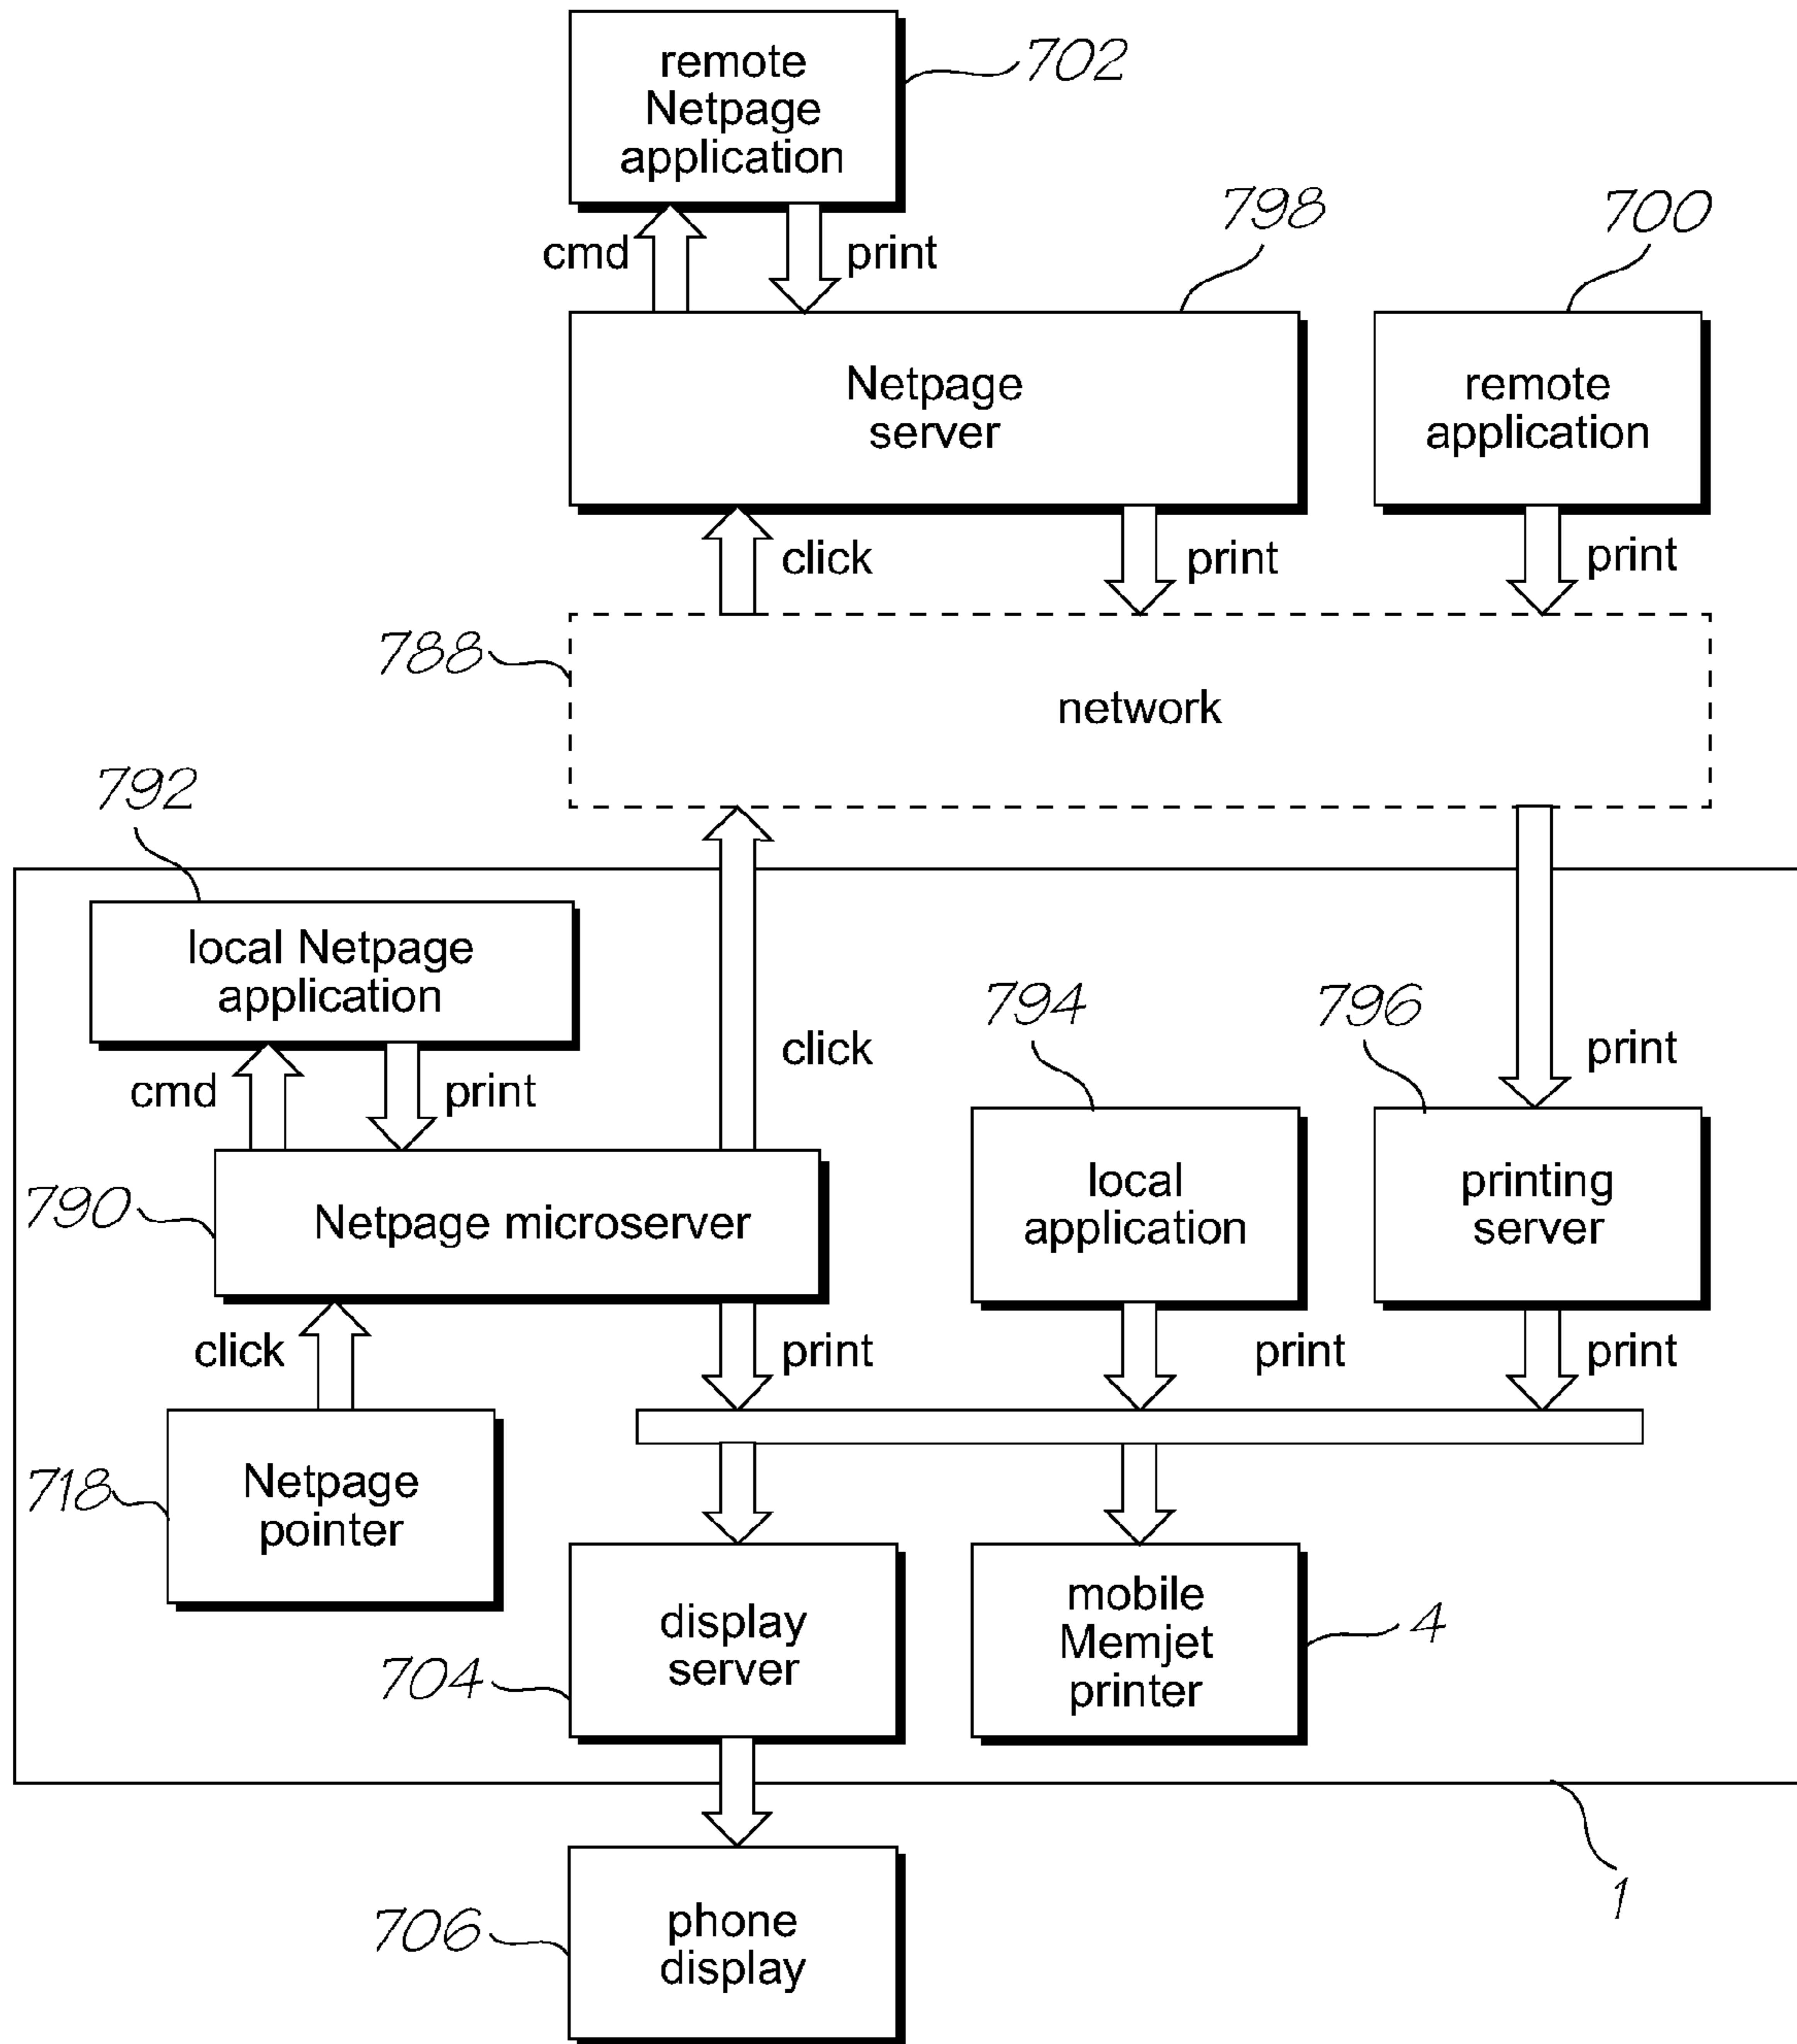 remote
Netpage
application
702
cmd
print
798
700
Netpage
server
remote
application
click
print
print
788
network
792
local Netpage
application
794
796
click
print
cmd
print
790
Netpage microserver
local
application
printing
server
click
print
print
print
718
Netpage
pointer
display
server
704
mobile
Memjet
printer
4
1
706
phone
display